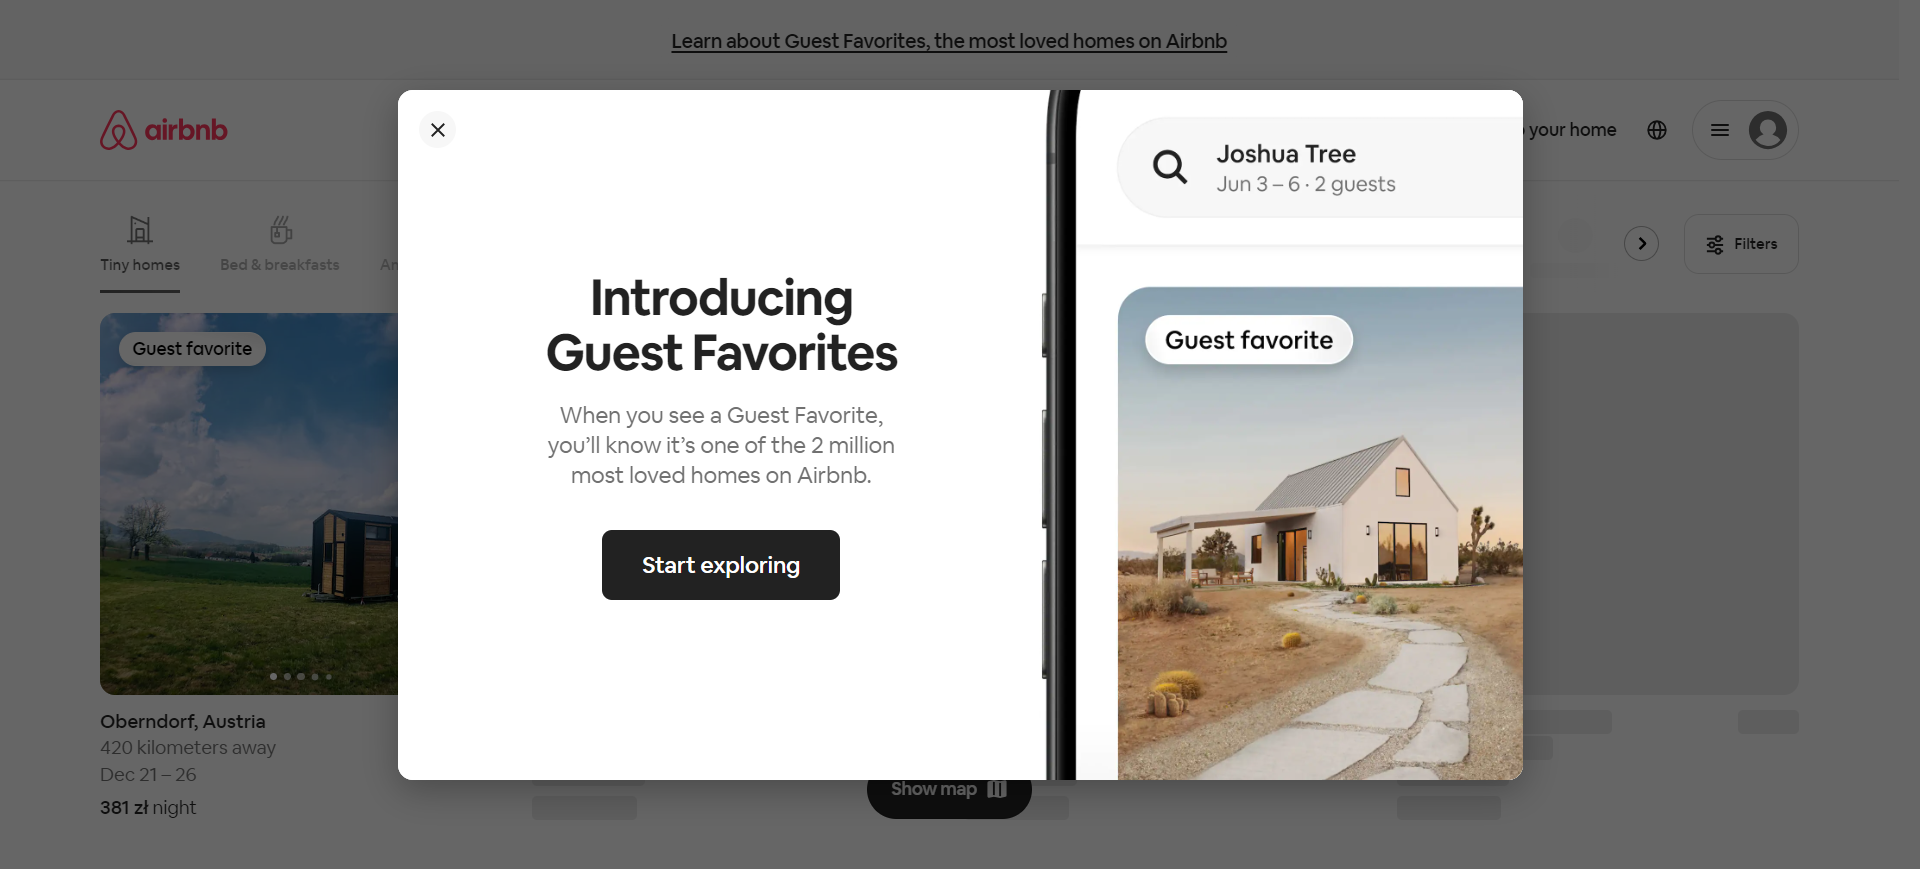 Learn about Guest Favorites, the most loved homes on Airbnb
airbnb
your home
Tiny homes
Bed & breakfasts
Filters
Guest favorite
Oberndorf, Austria
420 kilometers away
Dec 21 – 26
381 zł night
Introducing
Guest Favorites
When you see a Guest Favorite,
you’ll know it’s one of the 2 million
most loved homes on Airbnb.
Start exploring
Joshua Tree
Jun 3 – 6 · 2 guests
Guest favorite
Show map